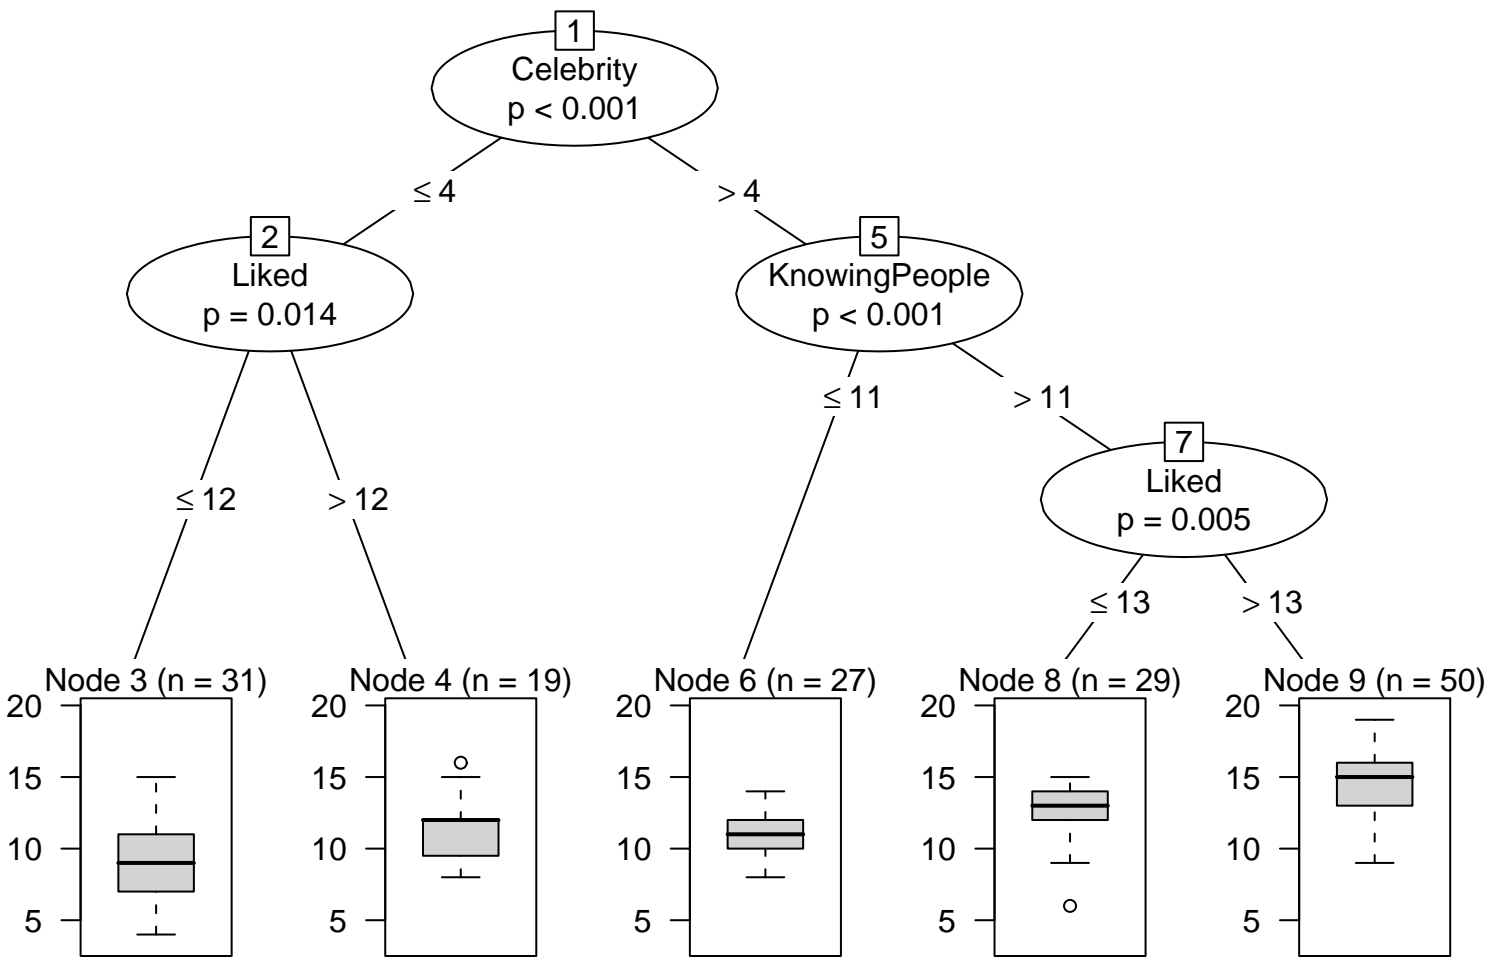 1
Celebrity
p < 0.001
≤ 4
> 4
2
Liked
p = 0.014
5
KnowingPeople
p < 0.001
≤ 11
> 11
7
Liked
p = 0.005
≤ 12
> 12
≤ 13
> 13
Node 3 (n = 31)
20
15
10
5
Node 4 (n = 19)
20
15
10
5
Node 6 (n = 27)
20
15
10
5
Node 8 (n = 29)
20
15
10
5
Node 9 (n = 50)
20
15
10
5